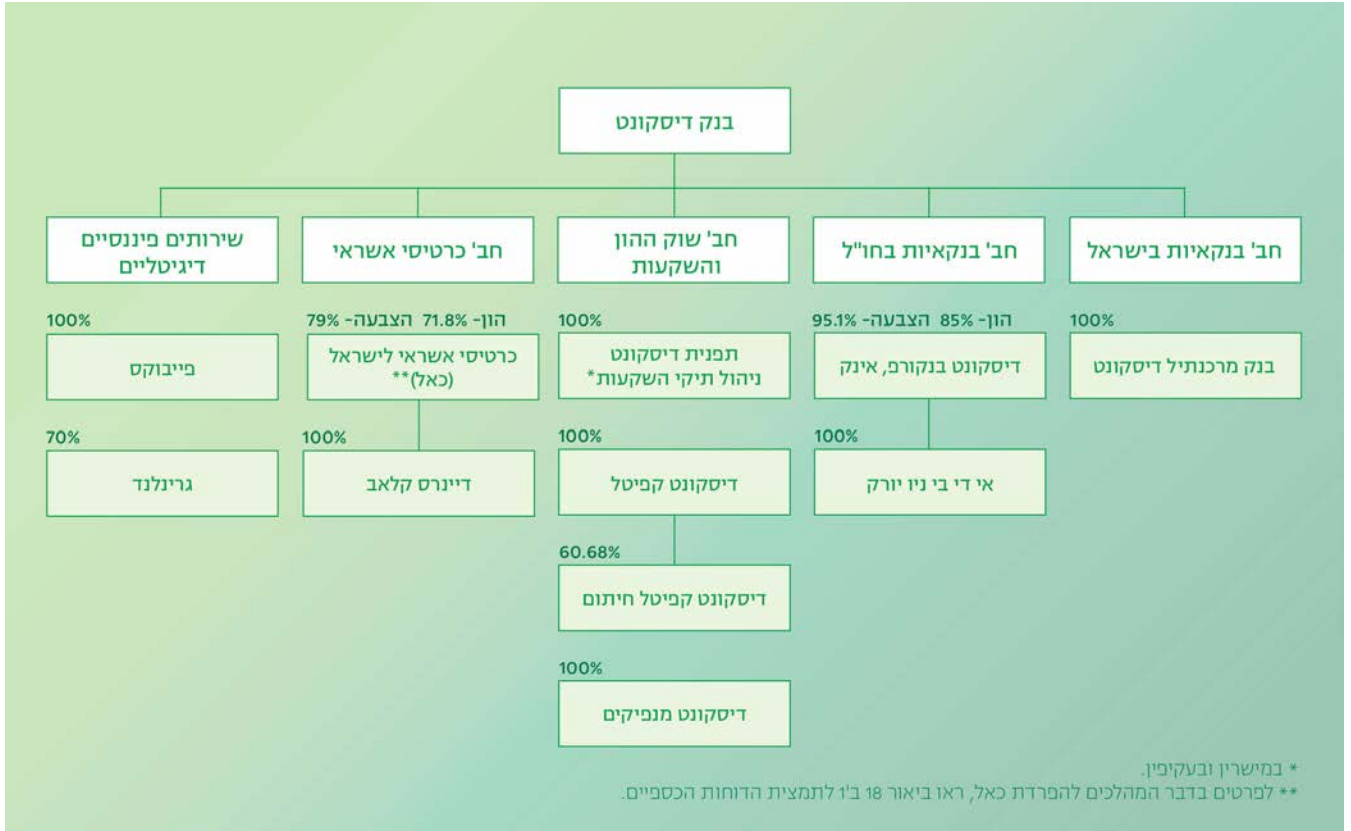 בנק דיסקונט
חב' בנקאיות בישראל
חב' בנקאיות בחו"ל
חב' שוק ההון
והשקעות
חב' כרטיסי אשראי
שירותים פיננסיים
דיגיטליים
100%
בנק מרכנתיל דיסקונט
הון- 85% הצבעה- 95.1%
דיסקונט בנקורפ, אינק
100%
אי די בי ניו יורק
100%
תפנית דיסקונט
ניהול תיקי השקעות*
100%
דיסקונט קפיטל
60.68%
דיסקונט קפיטל חיתום
100%
דיסקונט מנפיקים
הון- 71.8% הצבעה- 79%
כרטיסי אשראי לישראל
(כאל)**
100%
דיינרס קלאב
100%
פייבוקס
70%
גרינלנד
* במישרין ובעקיפין.
** לפרטים בדבר המהלכים להפרדת כאל, ראו ביאור 18 ב'1 לתמצית הדוחות הכספיים.